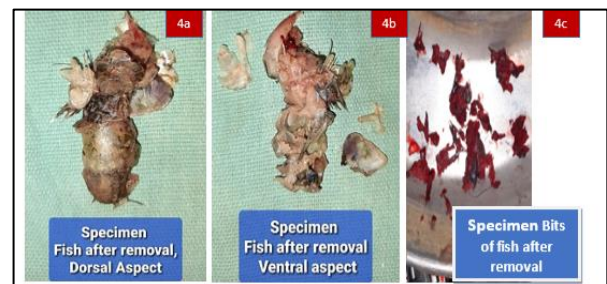 4a
4b
4c
Specimen
Fish after removal,
Dorsal Aspect
Specimen
Fish after removal
Ventral aspect
Specimen Bits
of fish after
removal